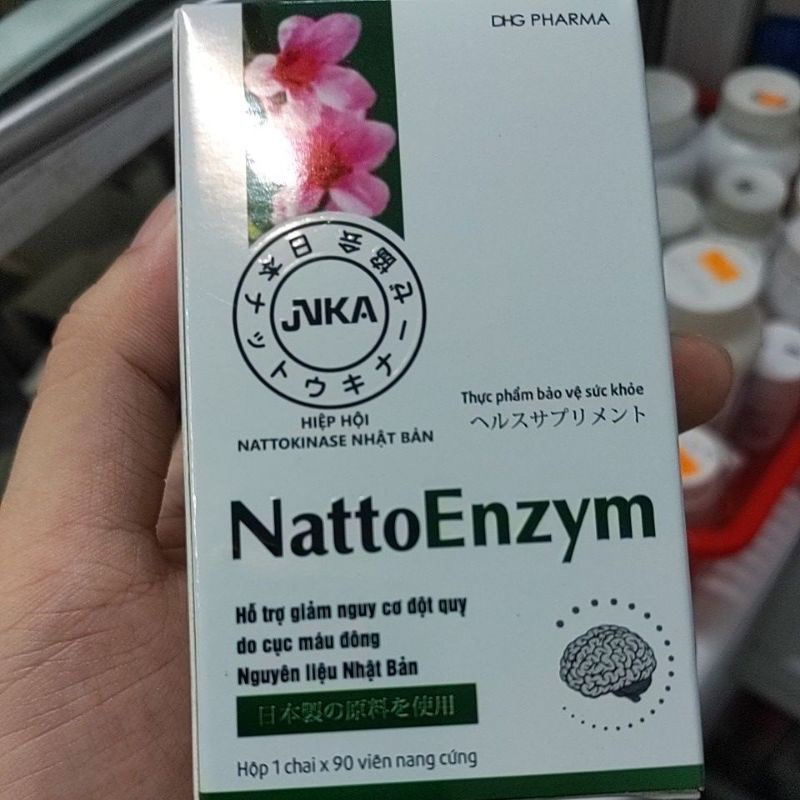 DHG PHARMA
日本ナットウキナーゼ協会
JNKA
HIỆP HỘI
NATTOKINASE NHẬT BẢN
Thực phẩm bảo vệ sức khỏe
ヘルスサプリメント
NattoEnzym
Hỗ trợ giảm nguy cơ đột quỵ
do cục máu đông
Nguyên liệu Nhật Bản
日本製の原料を使用
Hộp 1 chai x 90 viên nang cứng